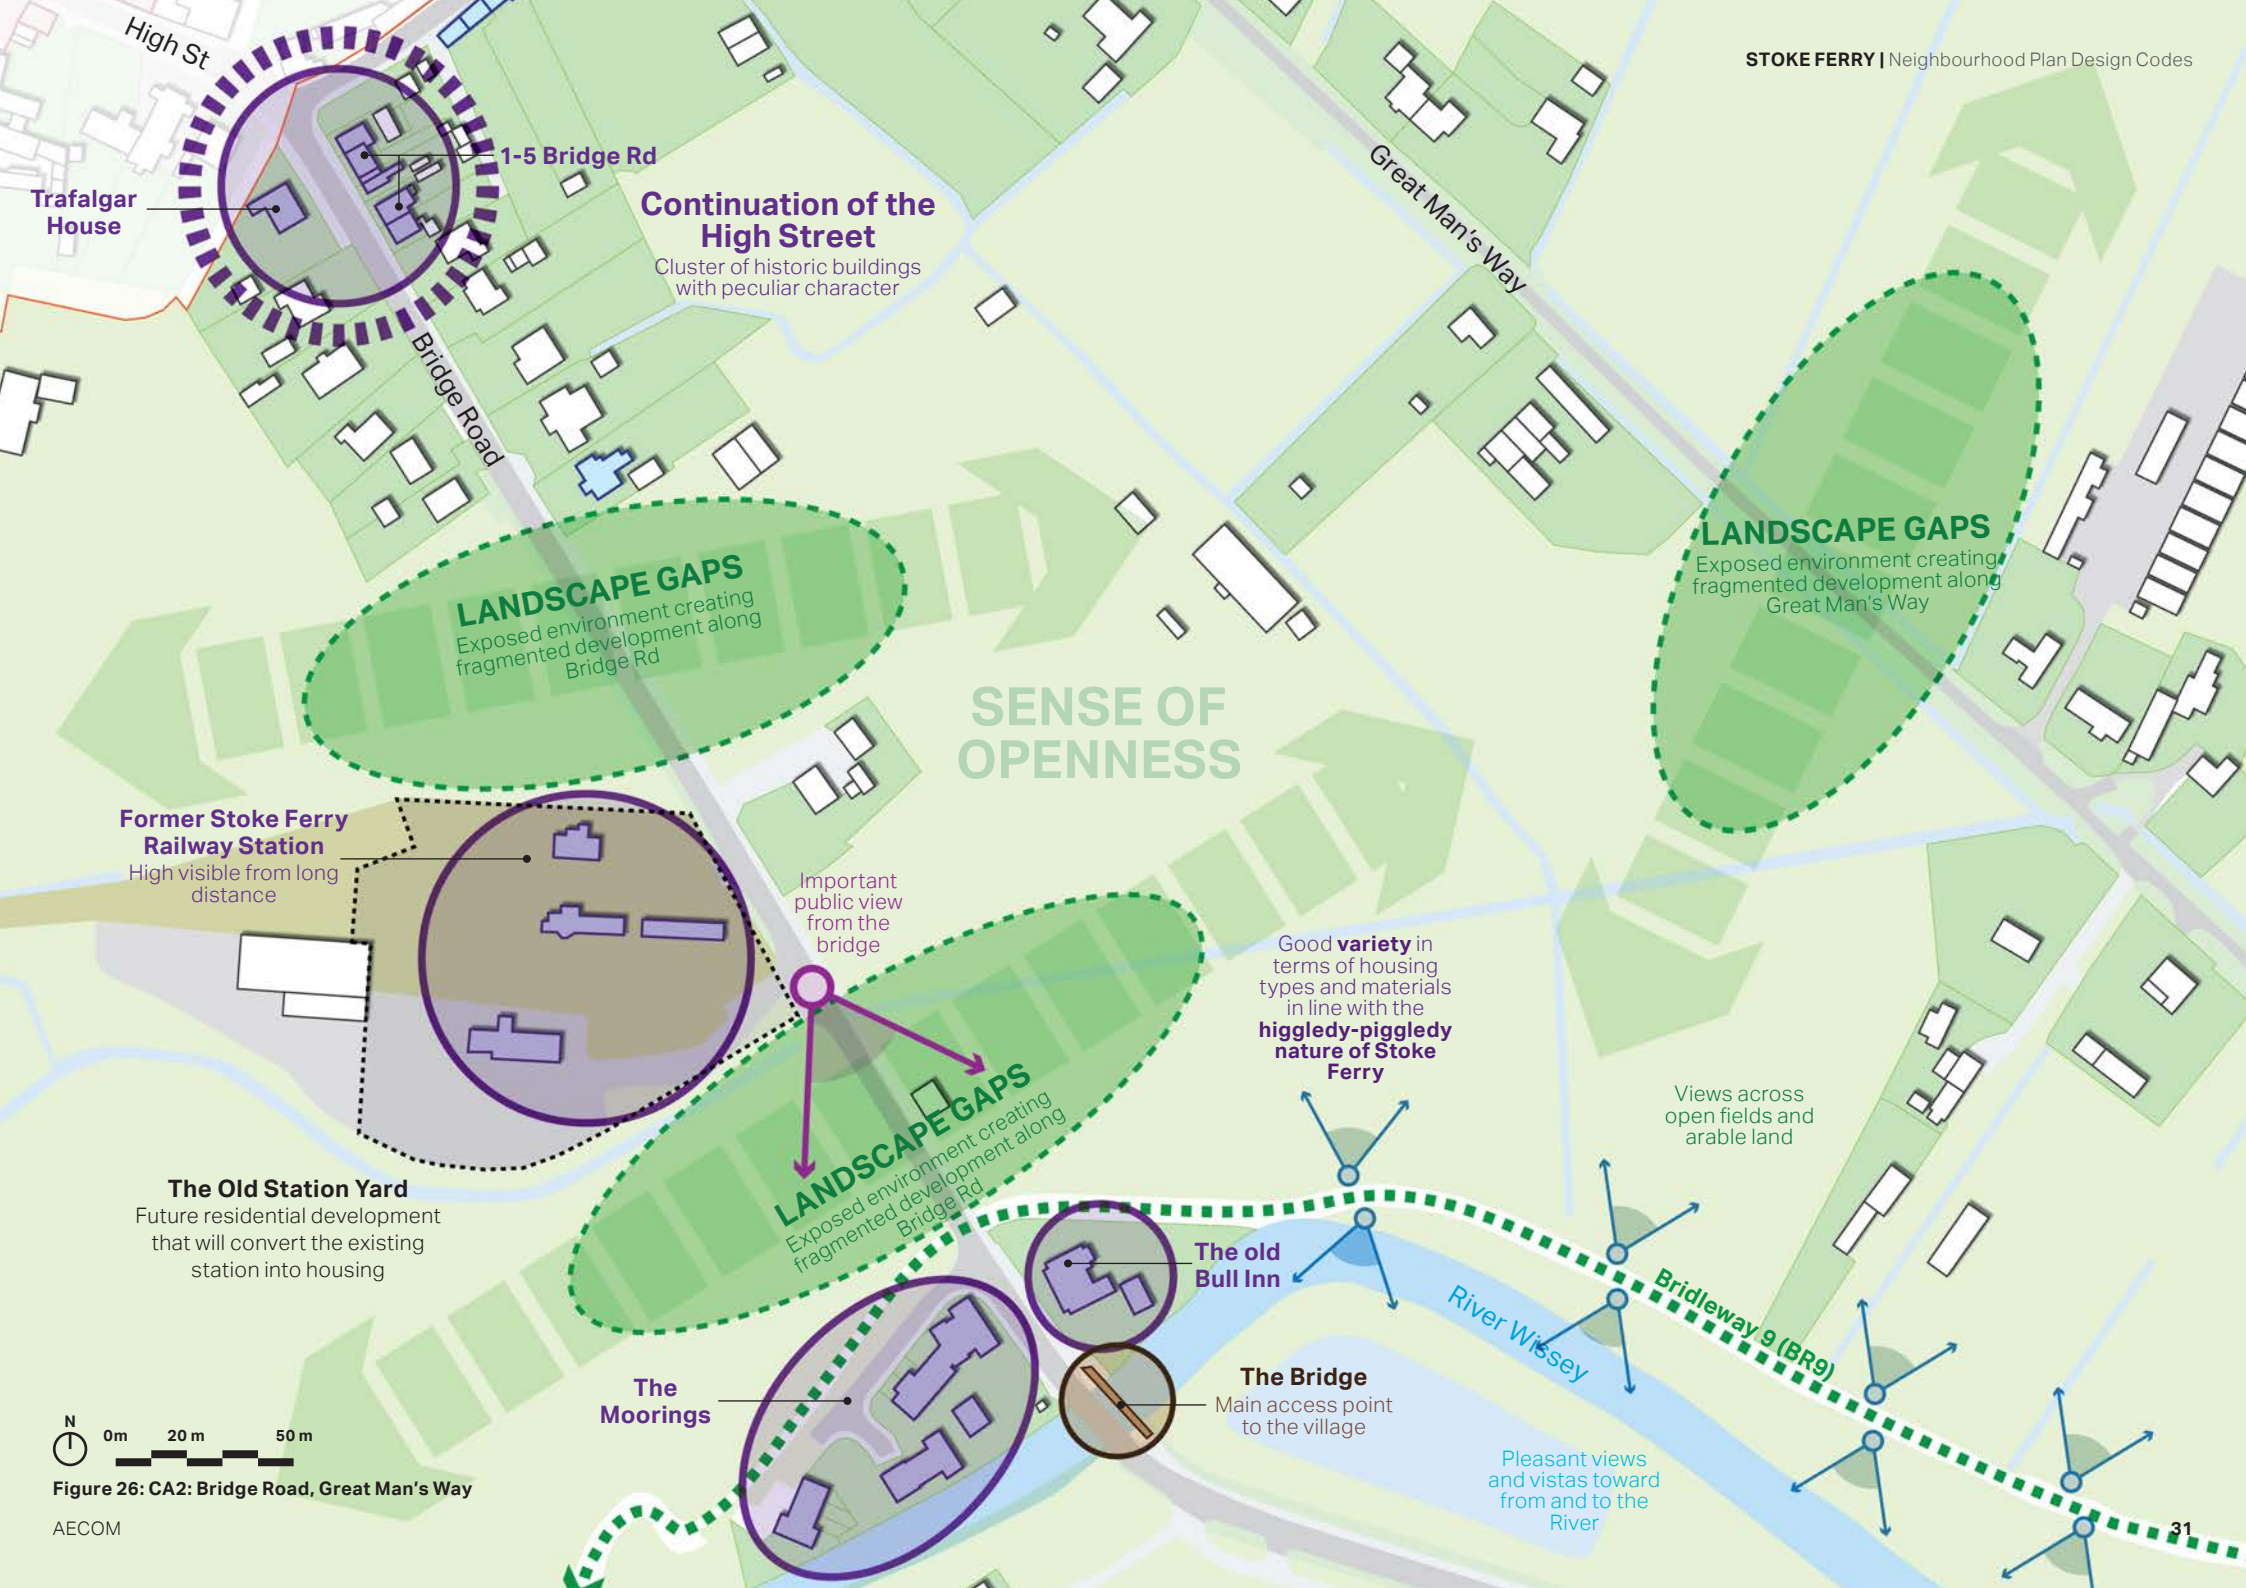 STOKE FERRY | Neighbourhood Plan Design Codes
High St
1-5 Bridge Rd
Trafalgar
House
Continuation of the
High Street
Cluster of historic buildings
with peculiar character
Great Man's Way
Bridge Road
LANDSCAPE GAPS
Exposed environment creating
fragmented development along
Bridge Rd
LANDSCAPE GAPS
Exposed environment creating
fragmented development along
Great Man's Way
SENSE OF
OPENNESS
Former Stoke Ferry
Railway Station
High visible from long
distance
Important
public view
from the
bridge
Good variety in
terms of housing
types and materials
in line with the
higgledy-piggledy
nature of Stoke
Ferry
Views across
open fields and
arable land
LANDSCAPE GAPS
Exposed environment creating
fragmented development along
Bridge Rd
The Old Station Yard
Future residential development
that will convert the existing
station into housing
The old
Bull Inn
River Wissey
Bridleway 9 (BR9)
The Bridge
Main access point
to the village
The
Moorings
Pleasant views
and vistas toward
from and to the
River
N
0m 20 m 50 m
Figure 26: CA2: Bridge Road, Great Man's Way
AECOM
31